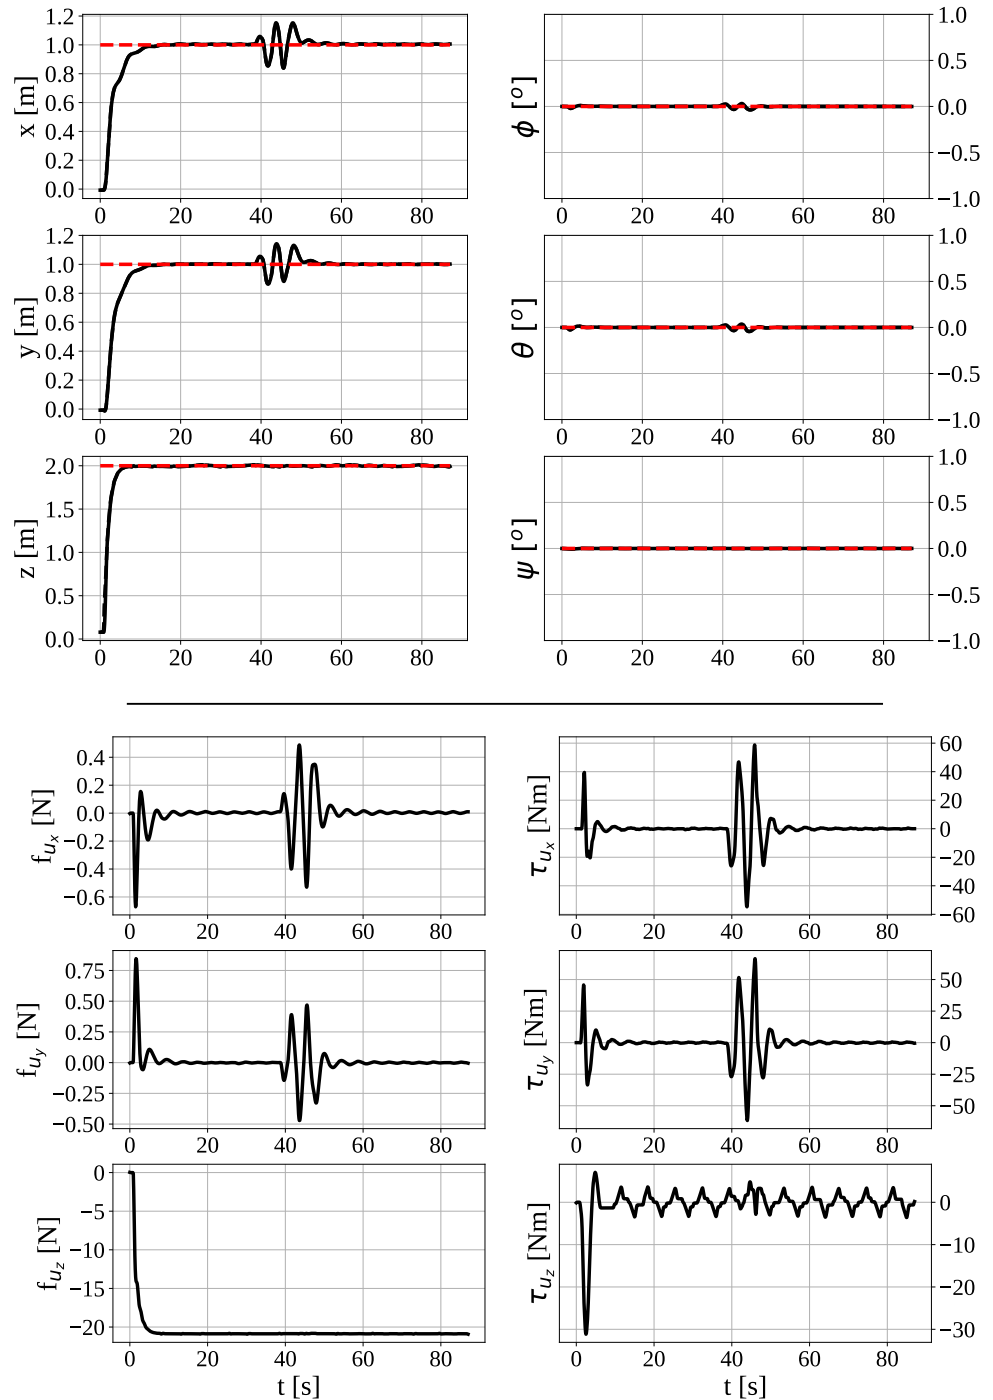 1.2
1.0
0.8
0.6
0.4
0.2
0.0
x [m]
0 20 40 60 80
1.0
0.5
0.0
−0.5
−1.0
ϕ [°]
0 20 40 60 80
1.2
1.0
0.8
0.6
0.4
0.2
0.0
y [m]
0 20 40 60 80
1.0
0.5
0.0
−0.5
−1.0
θ [°]
0 20 40 60 80
2.0
1.5
1.0
0.5
0.0
z [m]
0 20 40 60 80
1.0
0.5
0.0
−0.5
−1.0
ψ [°]
0 20 40 60 80
0.4
0.2
0.0
−0.2
−0.4
−0.6
f_{u_x} [N]
0 20 40 60 80
60
40
20
0
−20
−40
−60
τ_{u_x} [Nm]
0 20 40 60 80
0.75
0.50
0.25
0.00
−0.25
−0.50
f_{u_y} [N]
0 20 40 60 80
50
25
0
−25
−50
τ_{u_y} [Nm]
0 20 40 60 80
0
−5
−10
−15
−20
f_{u_z} [N]
0 20 40 60 80
t [s]
0
−10
−20
−30
τ_{u_z} [Nm]
0 20 40 60 80
t [s]